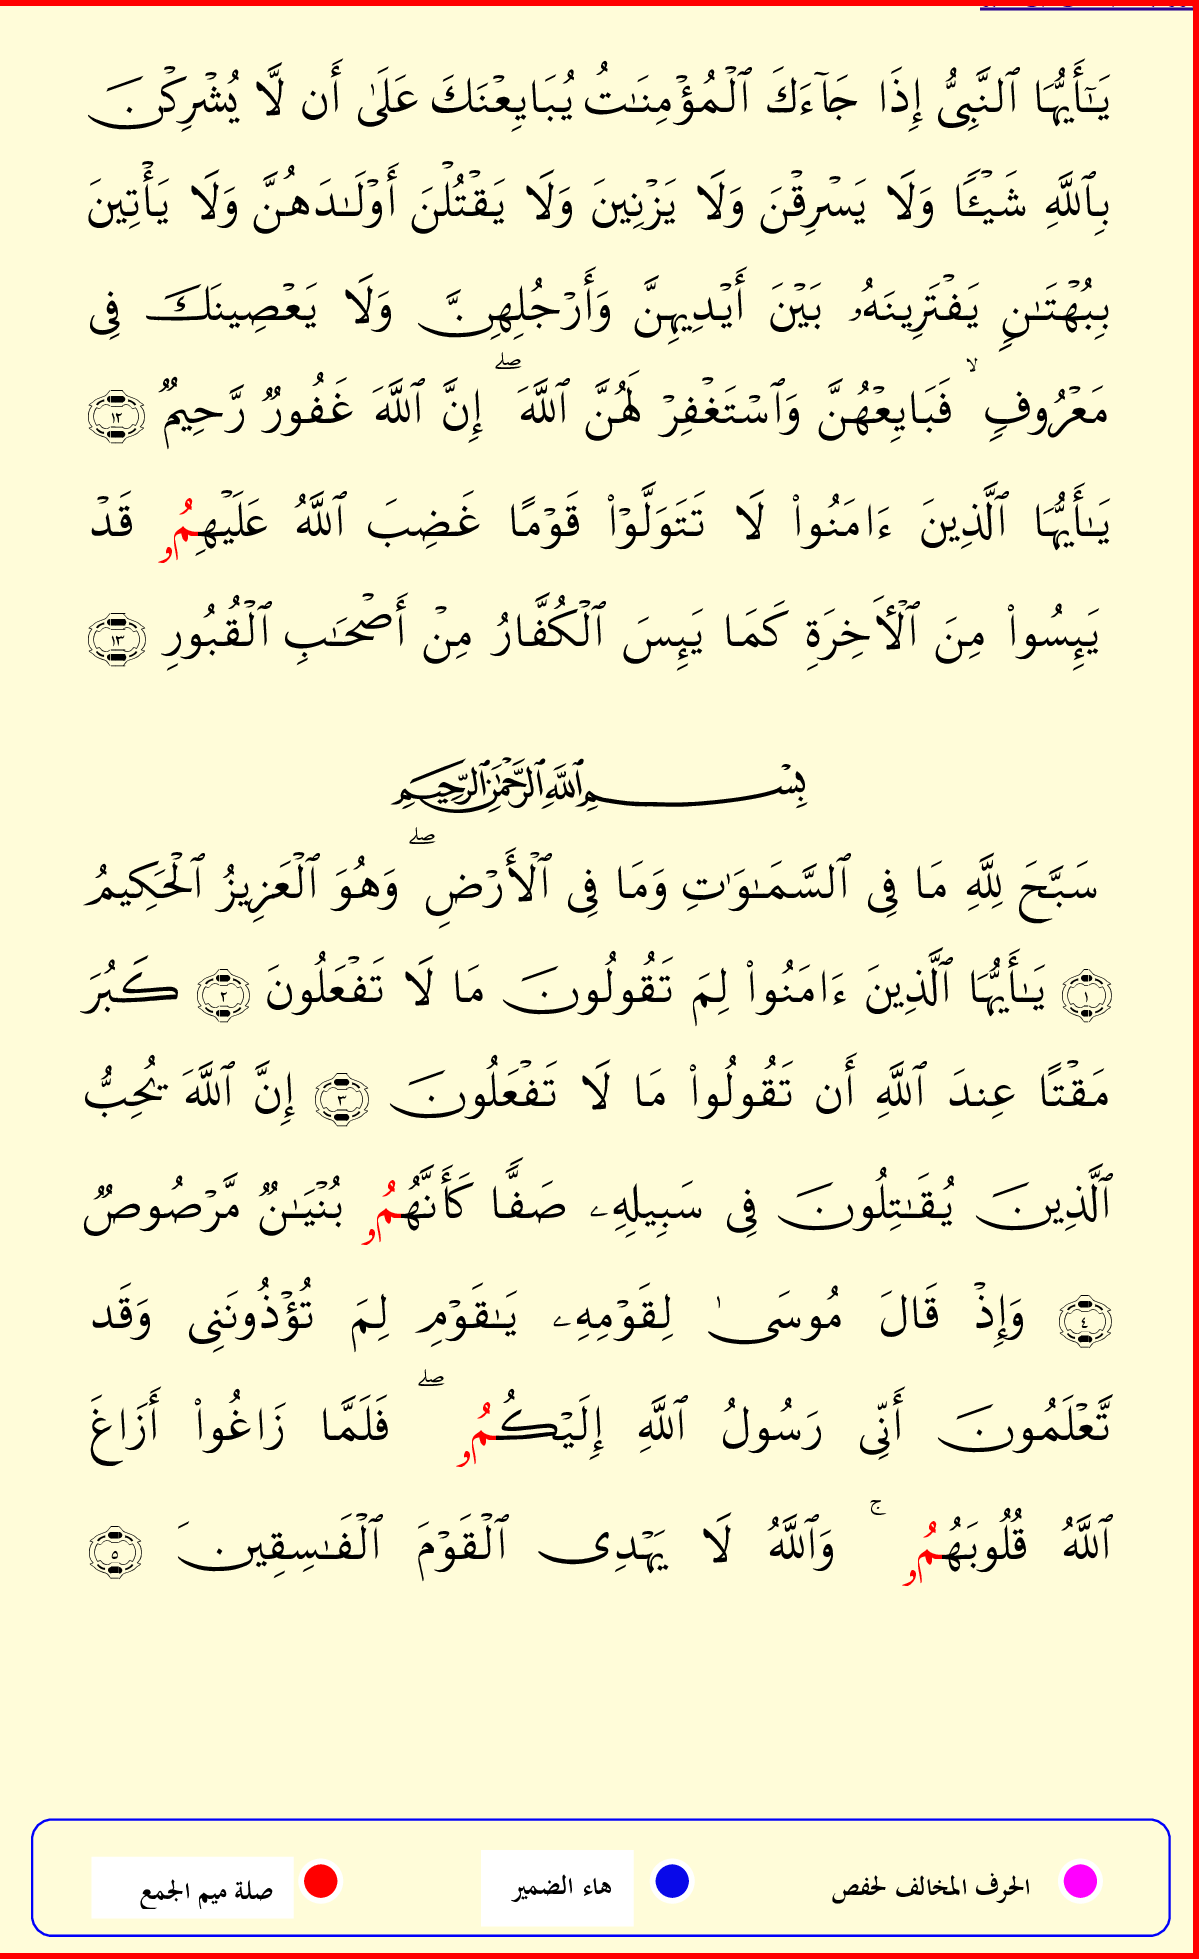 يَـٰٓأَيُّهَا ٱلنَّبِىُّ إِذَا جَآءَكَ ٱلْمُؤْمِنَـٰتُ يُبَايِعْنَكَ عَلَىٰ أَن لَّا يُشْرِكْنَ
بِٱللَّهِ شَيْـًٔا وَلَا يَسْرِقْنَ وَلَا يَزْنِينَ وَلَا يَقْتُلْنَ أَوْلَـٰدَهُنَّ وَلَا يَأْتِينَ
بِبُهْتَـٰنٍ يَفْتَرِينَهُۥ بَيْنَ أَيْدِيهِنَّ وَأَرْجُلِهِنَّ وَلَا يَعْصِينَكَ فِى
مَعْرُوفٍ ۙ فَبَايِعْهُنَّ وَٱسْتَغْفِرْ لَهُنَّ ٱللَّهَ ۖ إِنَّ ٱللَّهَ غَفُورٌ رَّحِيمٌ ١٢
يَـٰٓأَيُّهَا ٱلَّذِينَ ءَامَنُوا۟ لَا تَتَوَلَّوْا۟ قَوْمًا غَضِبَ ٱللَّهُ عَلَيْهِمُۥ قَدْ
يَئِسُوا۟ مِنَ ٱلْـَٔاخِرَةِ كَمَا يَئِسَ ٱلْكُفَّارُ مِنْ أَصْحَـٰبِ ٱلْقُبُورِ ١٣
بِسْمِ ٱللَّهِ ٱلرَّحْمَـٰنِ ٱلرَّحِيمِ
سَبَّحَ لِلَّهِ مَا فِى ٱلسَّمَـٰوَٰتِ وَمَا فِى ٱلْأَرْضِ ۖ وَهُوَ ٱلْعَزِيزُ ٱلْحَكِيمُ
١ يَـٰٓأَيُّهَا ٱلَّذِينَ ءَامَنُوا۟ لِمَ تَقُولُونَ مَا لَا تَفْعَلُونَ ٢ كَبُرَ
مَقْتًا عِندَ ٱللَّهِ أَن تَقُولُوا۟ مَا لَا تَفْعَلُونَ ٣ إِنَّ ٱللَّهَ يُحِبُّ
ٱلَّذِينَ يُقَـٰتِلُونَ فِى سَبِيلِهِۦ صَفًّا كَأَنَّهُمُۥ بُنْيَـٰنٌ مَّرْصُوصٌ
٤ وَإِذْ قَالَ مُوسَىٰ لِقَوْمِهِۦ يَـٰقَوْمِ لِمَ تُؤْذُونَنِى وَقَد
تَّعْلَمُونَ أَنِّى رَسُولُ ٱللَّهِ إِلَيْكُمُۥ ۖ فَلَمَّا زَاغُوا۟ أَزَاغَ
ٱللَّهُ قُلُوبَهُمُۥ ۚ وَٱللَّهُ لَا يَهْدِى ٱلْقَوْمَ ٱلْفَـٰسِقِينَ ٥
الحرف المخالف لحفص
هاء الضمير
صلة ميم الجمع